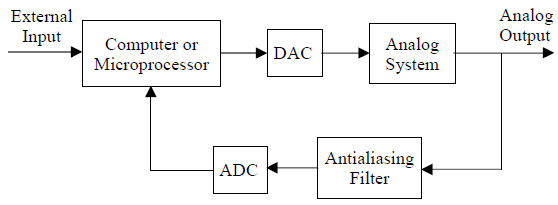 External
Input
Computer or
Microprocessor
DAC
Analog
System
Analog
Output
ADC
Antialiasing
Filter